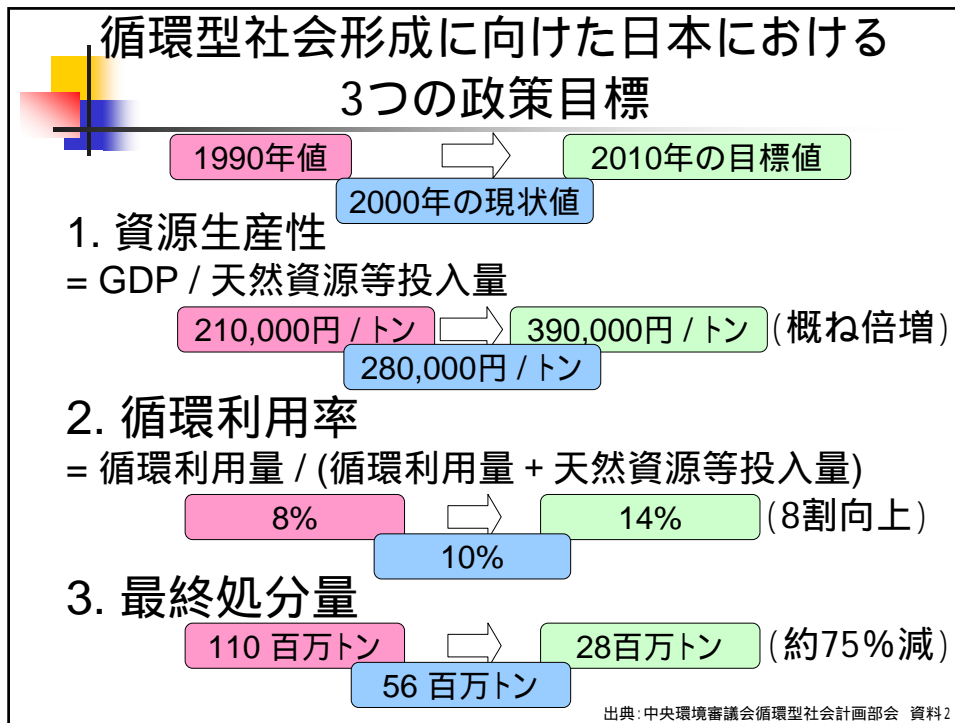 循環型社会形成に向けた日本における
3つの政策目標
1990年値
2010年の目標値
2000年の現状値
1. 資源生産性
= GDP / 天然資源等投入量
210,000円 / トン
390,000円 / トン
(概ね倍増)
280,000円 / トン
2. 循環利用率
= 循環利用量 / (循環利用量 + 天然資源等投入量)
8%
14%
(8割向上)
10%
3. 最終処分量
110 百万トン
28百万トン
(約75%減)
56 百万トン
出典:中央環境審議会循環型社会計画部会 資料2